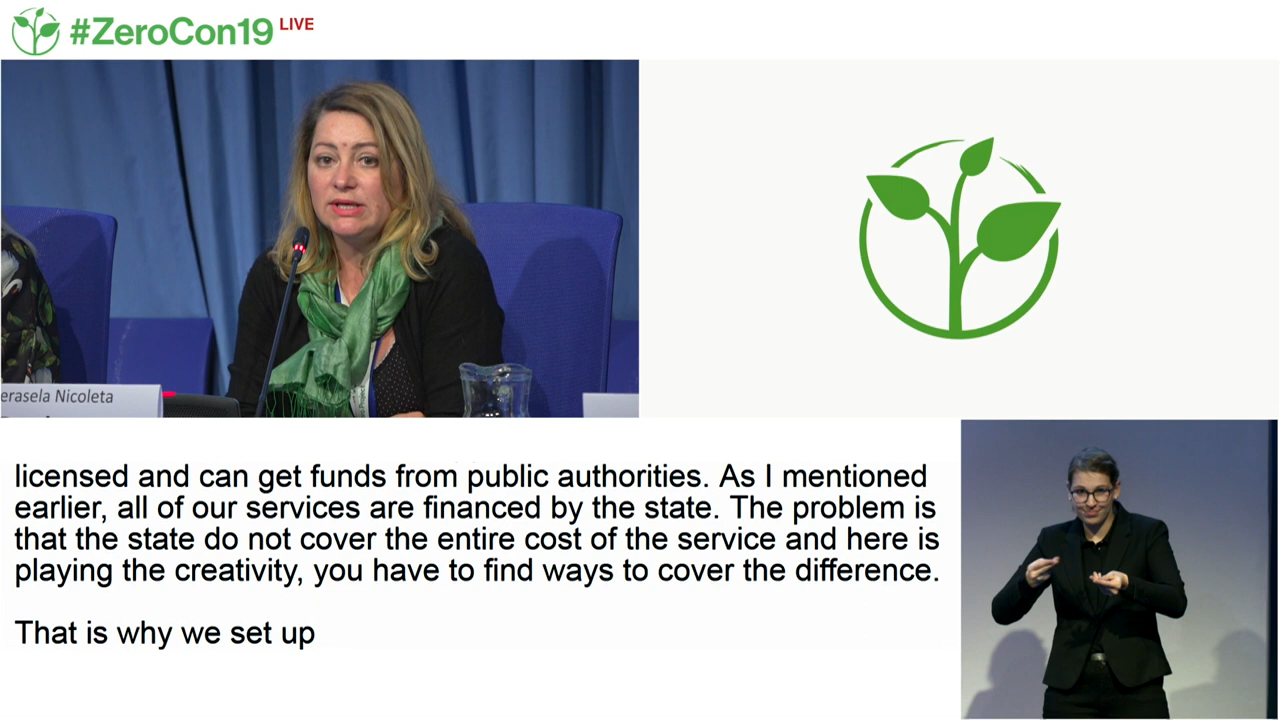 #ZeroCon19 LIVE
erasela Nicoleta
licensed and can get funds from public authorities. As I mentioned
earlier, all of our services are financed by the state. The problem is
that the state do not cover the entire cost of the service and here is
playing the creativity, you have to find ways to cover the difference.
That is why we set up